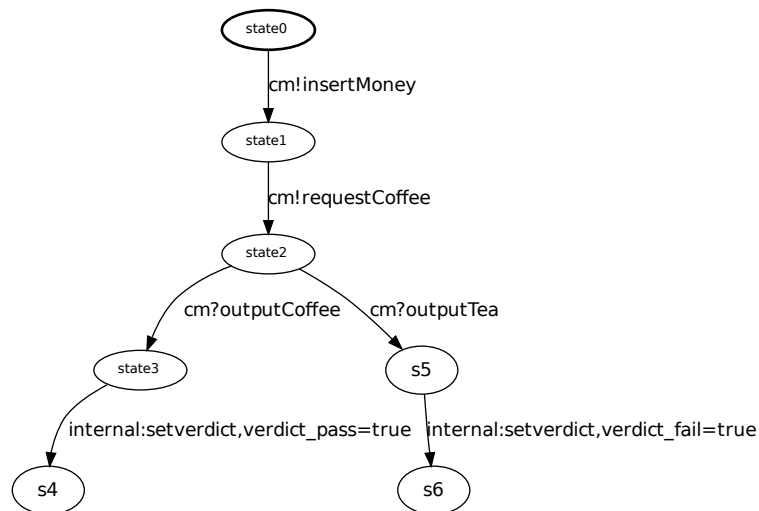 state0
cm!insertMoney
state1
cm!requestCoffee
state2
cm?outputCoffee
cm?outputTea
state3
s5
internal:setverdict,verdict_pass=true
internal:setverdict,verdict_fail=true
s4
s6